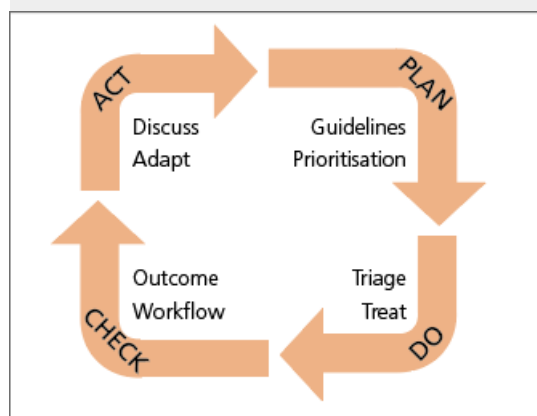 ACT
Discuss
Adapt
PLAN
Guidelines
Prioritisation
DO
Triage
Treat
CHECK
Outcome
Workflow